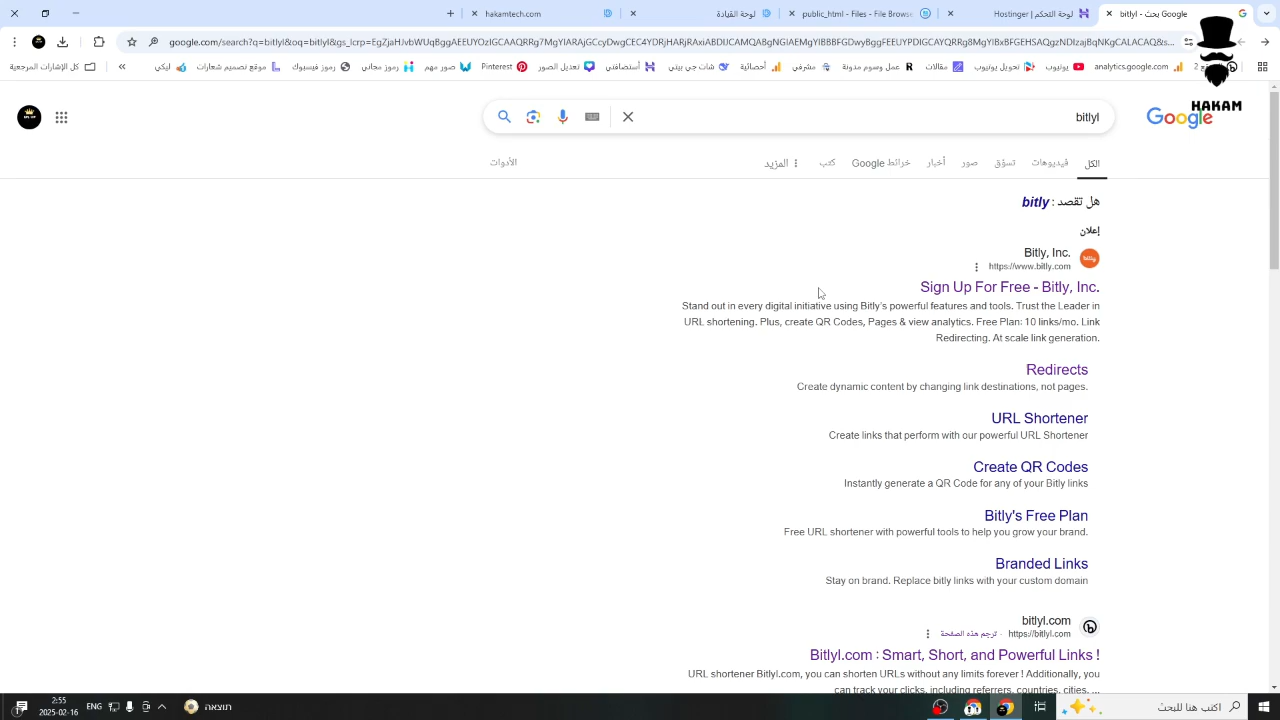 Google بحث - bitlyl
لوحة التحكم | Hostinger
public_html - Files - File Browse
لوحة القيادة
hakamtech.com
google.com/search?q=bitlyl&oq=bitlyl&gs_lcrp=
analytics.google.com
يوتيوب
تحويل يوتيوب
مقالات
عمل وسوم مدونة
مشرفي
أحصائية
شات جي بيتي
أستضافتي
تعديل الصور
Pinterest
صور مهم
رموز فيسبوك
رموز مجاني
موقع تصميم شعارات
ايكي
كل الإشارات المرجعية
HAKAM
Google
bitlyl
الكل
فيديوهات
تسوّق
صور
أخبار
خرائط Google
كتب
المزيد
الأدوات
هل تقصد : bitly
إعلان
Bitly, Inc.
https://www.bitly.com
Sign Up For Free - Bitly, Inc.
Stand out in every digital initiative using Bitly's powerful features and tools. Trust the Leader in
URL shortening. Plus, create QR Codes, Pages & view analytics. Free Plan: 10 links/mo. Link
Redirecting. At scale link generation.
Redirects
Create dynamic content by changing link destinations, not pages.
URL Shortener
Create links that perform with our powerful URL Shortener
Create QR Codes
Instantly generate a QR Code for any of your Bitly links
Bitly's Free Plan
Free URL shortener with powerful tools to help you grow your brand.
Branded Links
Stay on brand. Replace bitly links with your custom domain
bitlyl.com
https://bitlyl.com · ترجم هذه الصفحة
Bitlyl.com : Smart, Short, and Powerful Links !
URL shortener Bitlyl.com, you can shorten URLs without any limits forever ! Additionally, you
can track your clicks, including referrers, countries, cities, ...
اكتب هنا للبحث
תוצאה
ENG
2:55
2025-02-16